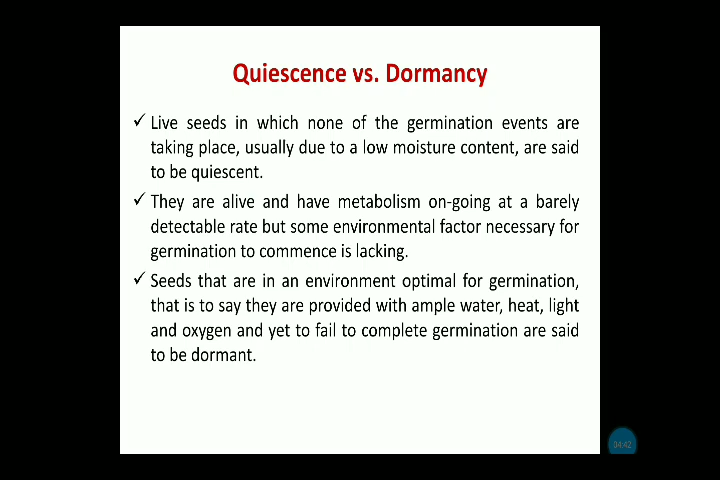 Quiescence vs. Dormancy
✓ Live seeds in which none of the germination events are
taking place, usually due to a low moisture content, are said
to be quiescent.
✓ They are alive and have metabolism on-going at a barely
detectable rate but some environmental factor necessary for
germination to commence is lacking.
✓ Seeds that are in an environment optimal for germination,
that is to say they are provided with ample water, heat, light
and oxygen and yet to fail to complete germination are said
to be dormant.
04:42